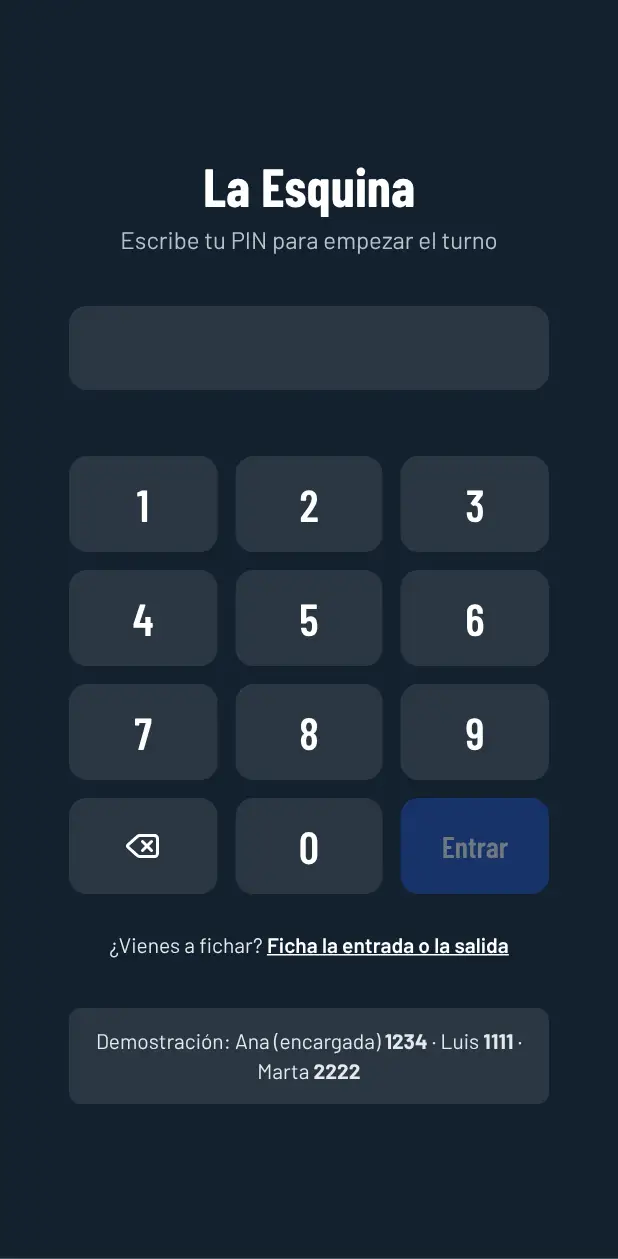 La Esquina
Escribe tu PIN para empezar el turno
1 2 3
4 5 6
7 8 9
0 Entrar
¿Vienes a fichar? Ficha la entrada o la salida
Demostración: Ana (encargada) 1234 · Luis 1111 ·
Marta 2222